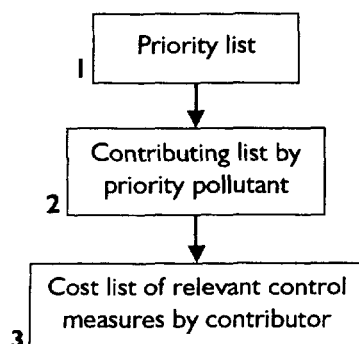 1 Priority list
Contributing list by
2 priority pollutant
Cost list of relevant control
3 measures by contributor